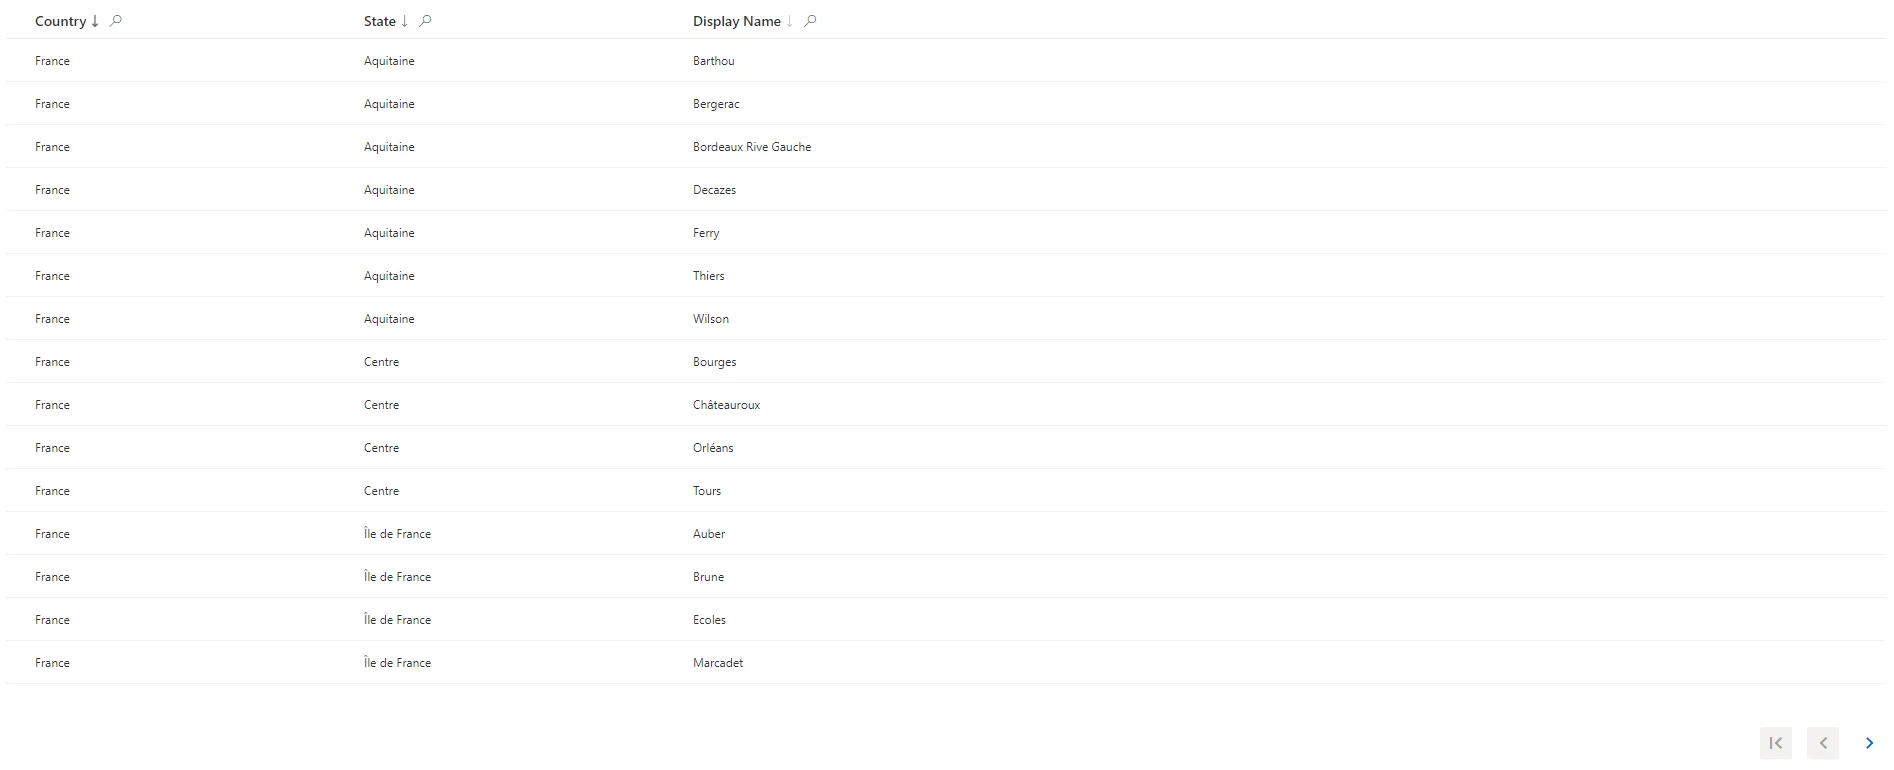 Country State Display Name
France Aquitaine Barthou
France Aquitaine Bergerac
France Aquitaine Bordeaux Rive Gauche
France Aquitaine Decazes
France Aquitaine Ferry
France Aquitaine Thiers
France Aquitaine Wilson
France Centre Bourges
France Centre Châteauroux
France Centre Orléans
France Centre Tours
France Île de France Auber
France Île de France Brune
France Île de France Ecoles
France Île de France Marcadet